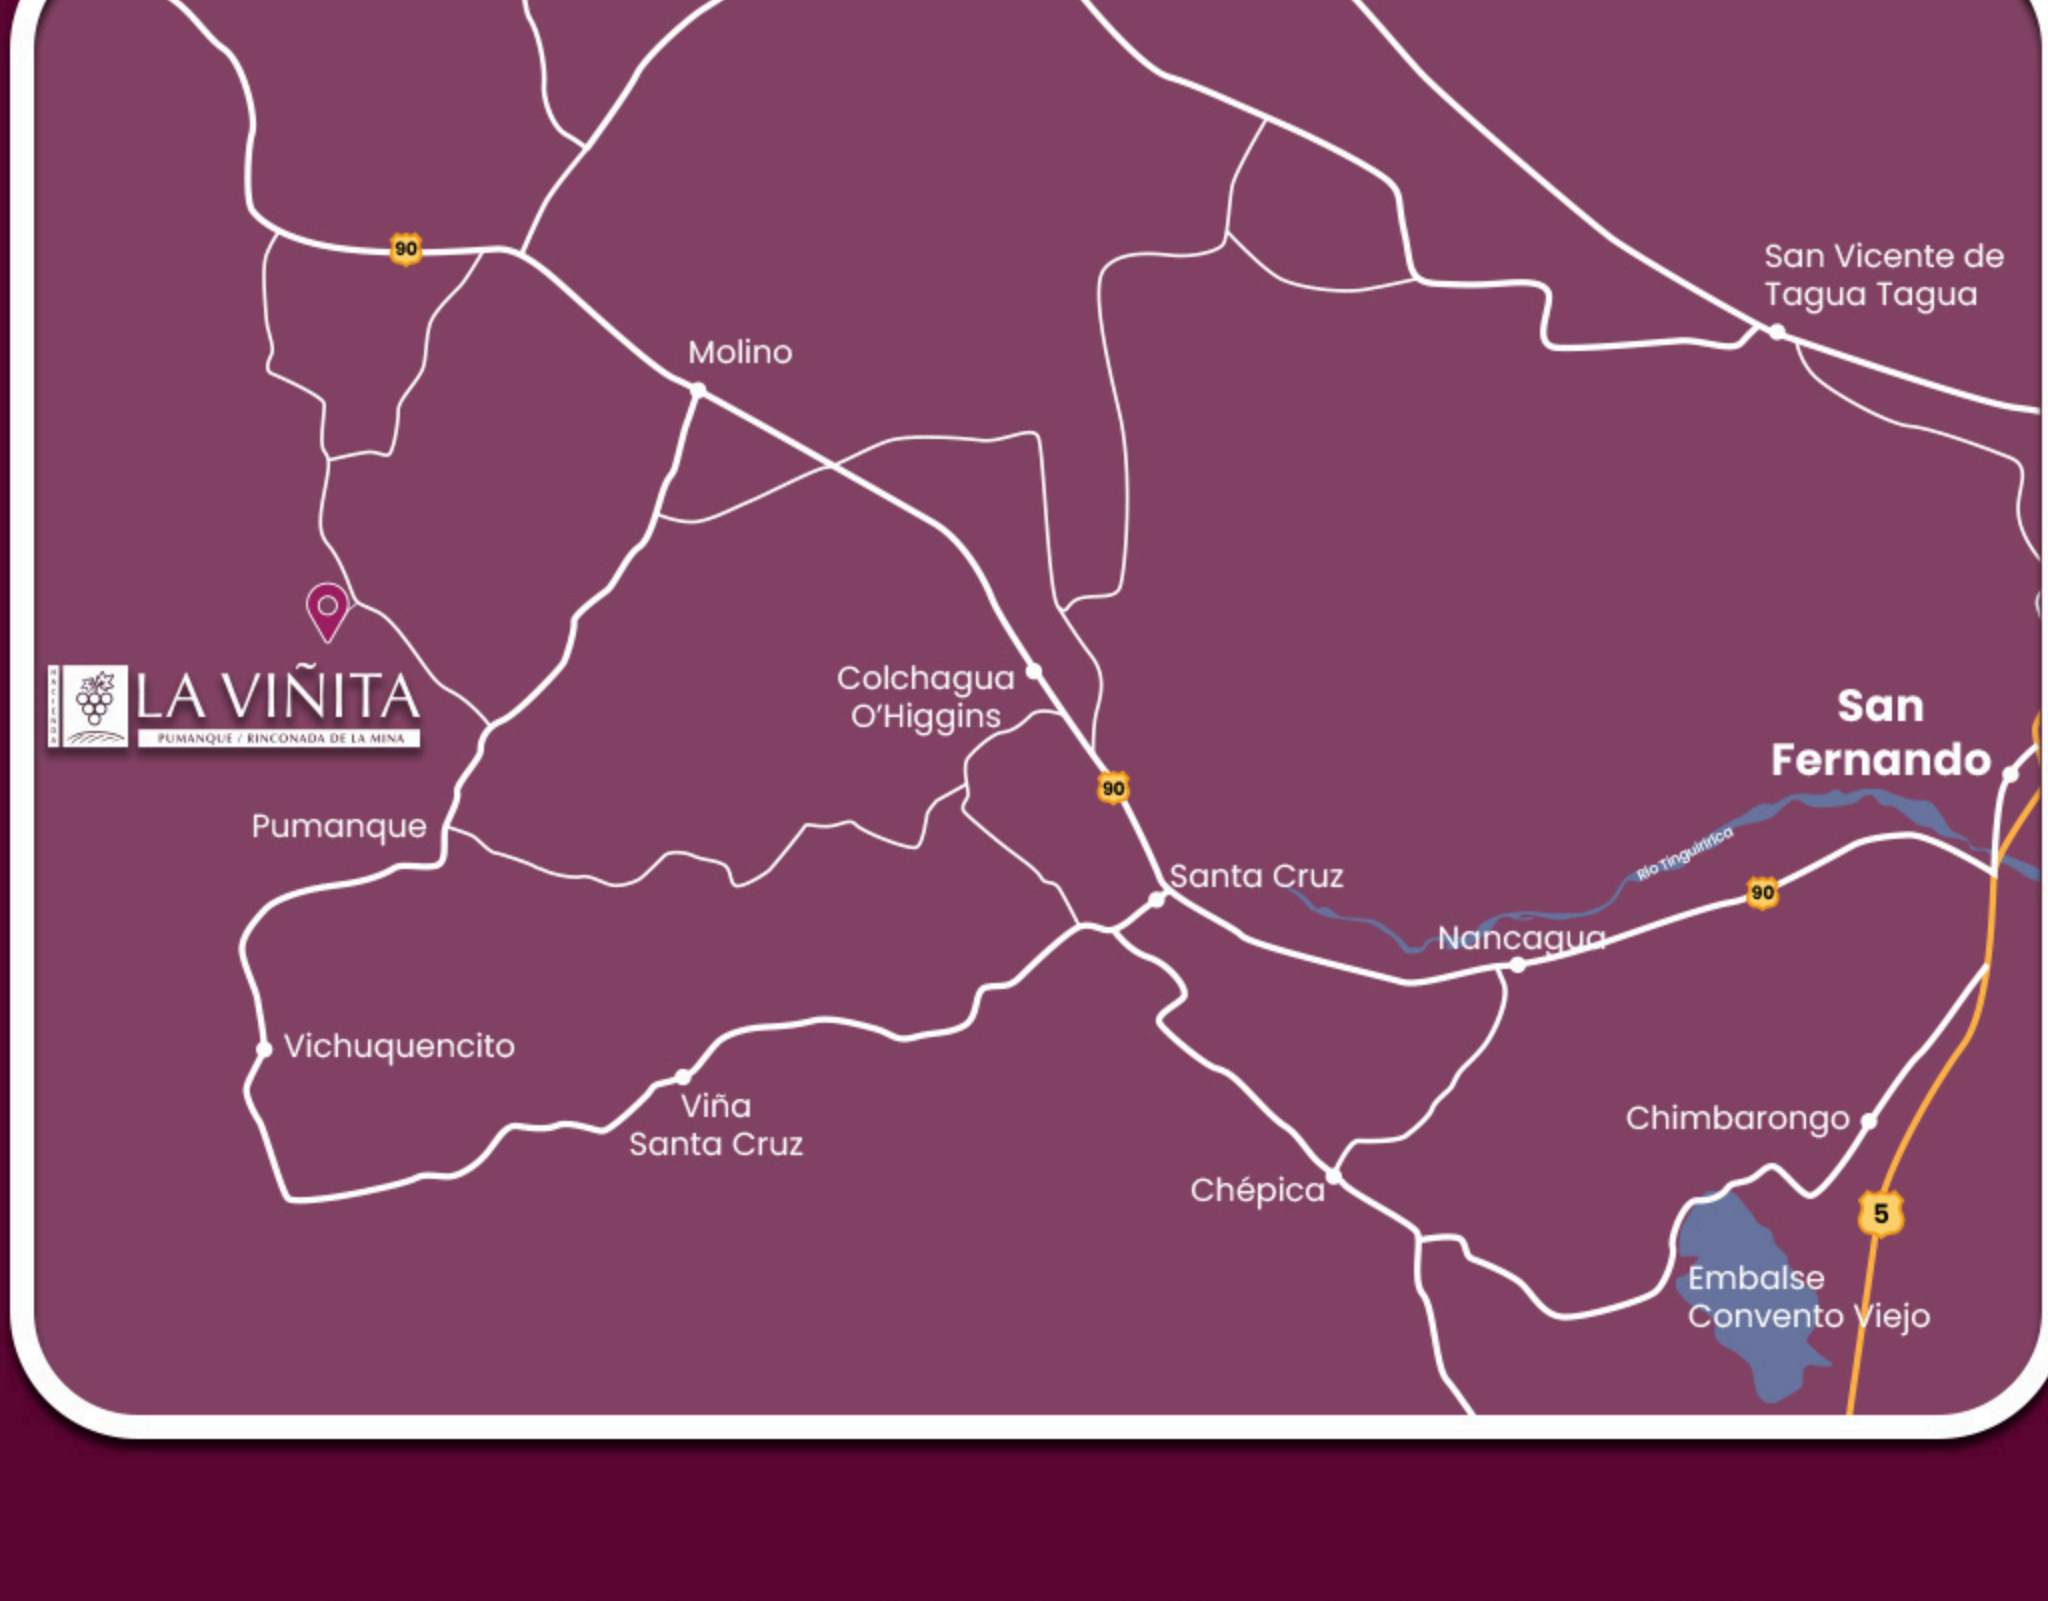 90
San Vicente de
Tagua Tagua
Molino
HACIENDA
LA VIÑITA
PUMANQUE / RINCONADA DE LA MINA
Colchagua
O'Higgins
San
Fernando
90
Pumanque
Río Tinguiririca
Santa Cruz
90
Nancagua
Vichuquencito
Viña
Santa Cruz
Chimbarongo
Chépica
5
Embalse
Convento Viejo